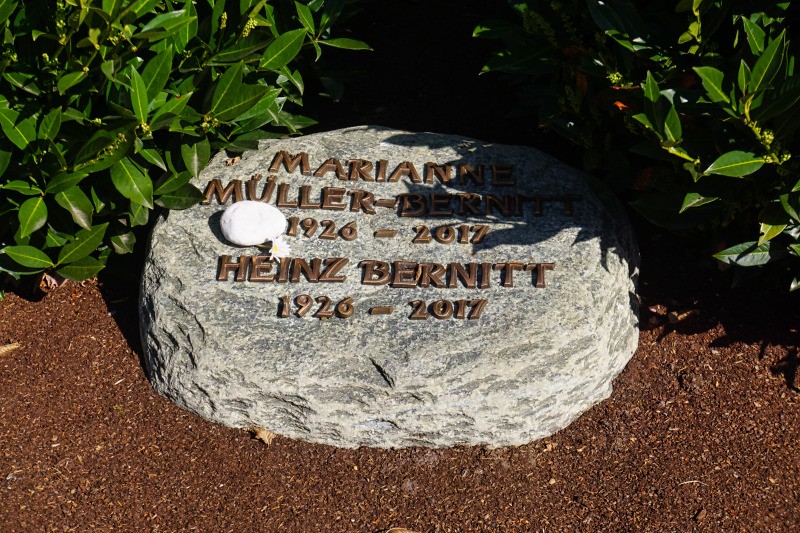 MARIANNE
MÜLLER-BERNITT
1926 – 2017
HEINZ BERNITT
1926 – 2017